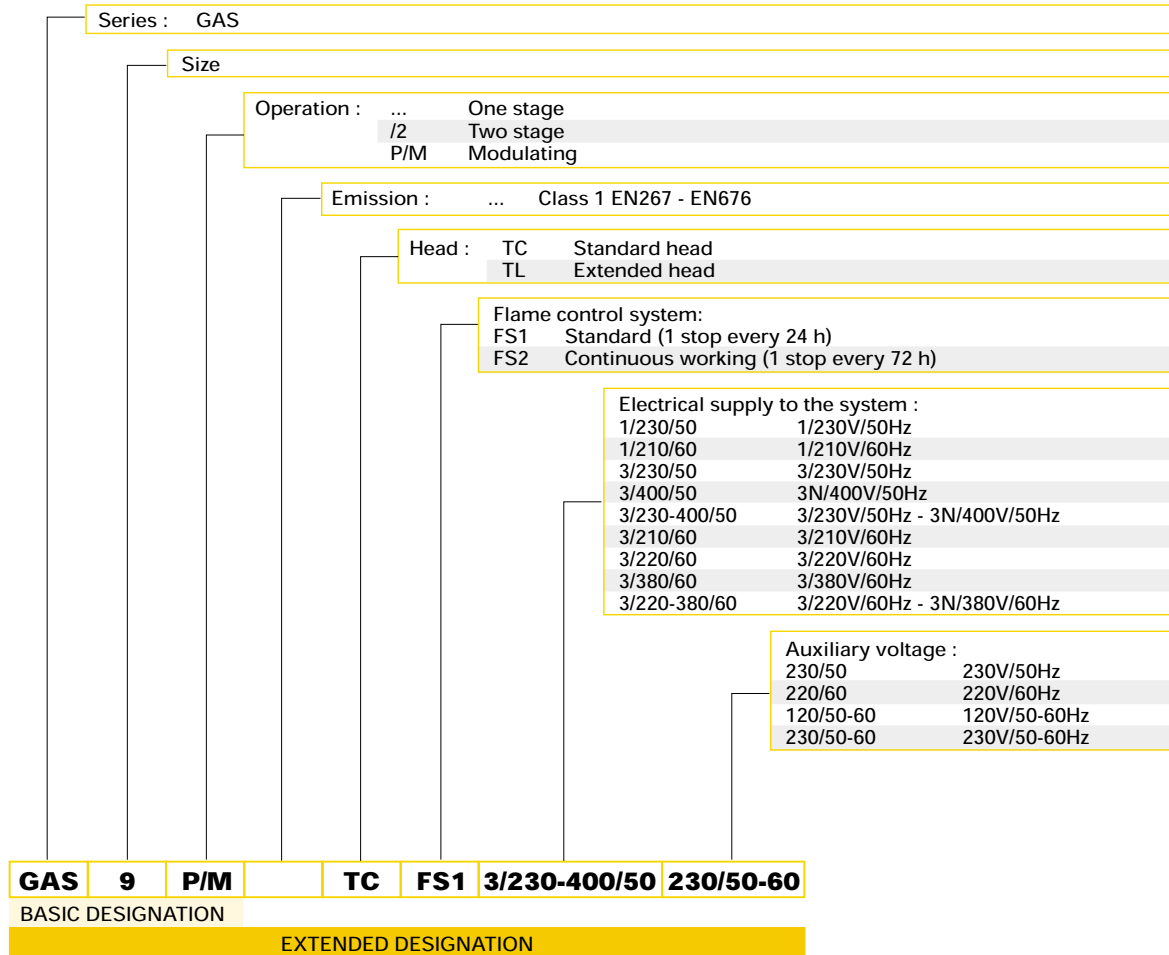 Series : GAS
Size
Operation : ... One stage
/2 Two stage
P/M Modulating
Emission : ... Class 1 EN267 - EN676
Head : TC Standard head
TL Extended head
Flame control system:
FS1 Standard (1 stop every 24 h)
FS2 Continuous working (1 stop every 72 h)
Electrical supply to the system :
1/230/50 1/230V/50Hz
1/210/60 1/210V/60Hz
3/230/50 3/230V/50Hz
3/400/50 3N/400V/50Hz
3/230-400/50 3/230V/50Hz - 3N/400V/50Hz
3/210/60 3/210V/60Hz
3/220/60 3/220V/60Hz
3/380/60 3/380V/60Hz
3/220-380/60 3/220V/60Hz - 3N/380V/60Hz
Auxiliary voltage :
230/50 230V/50Hz
220/60 220V/60Hz
120/50-60 120V/50-60Hz
230/50-60 230V/50-60Hz
GAS 9 P/M TC FS1 3/230-400/50 230/50-60
BASIC DESIGNATION
EXTENDED DESIGNATION